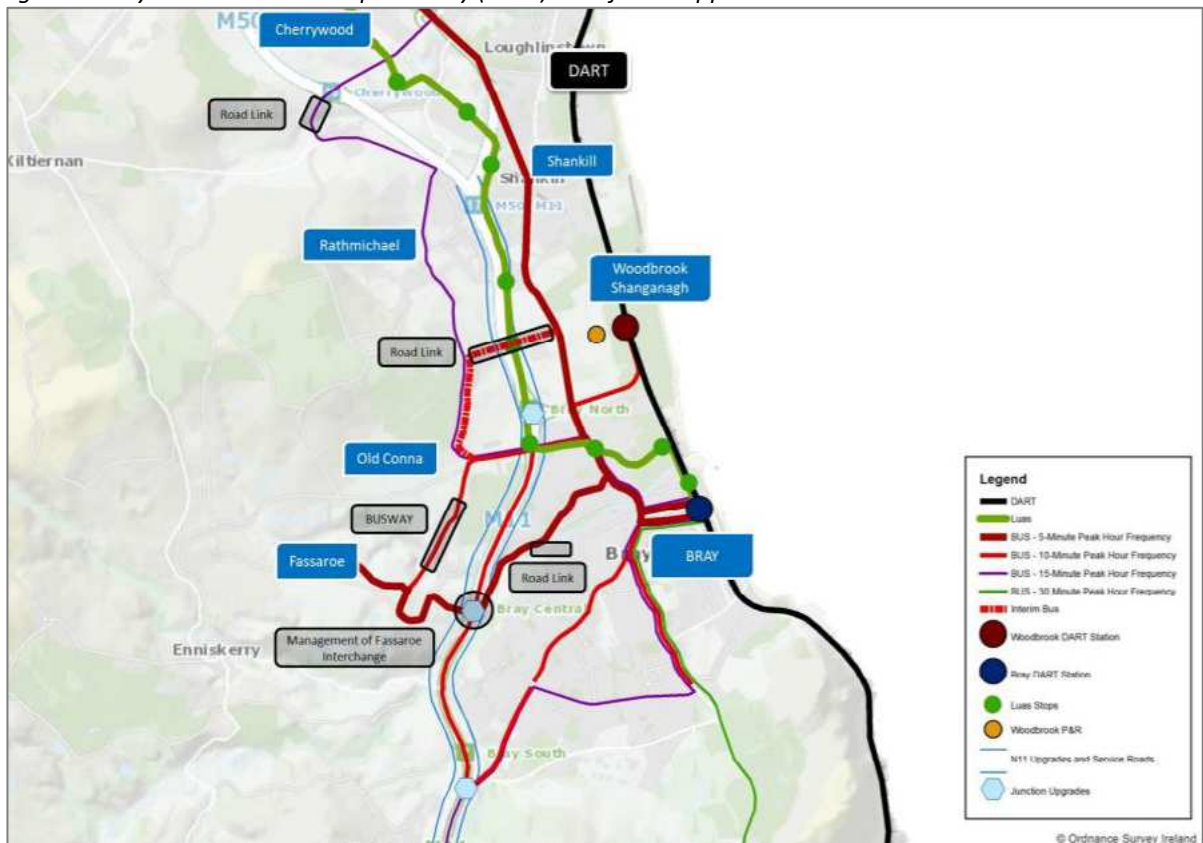 M50
Cherrywood
Loughlinstown
DART
Cherrywood
Road Link
Kiltiernan
Shankill
Shankill
M50/M11
Rathmichael
Woodbrook
Shanganagh
Road Link
Bray North
Old Conna
BUSWAY
M11
Fassaroe
Bray
BRAY
Road Link
Bray Central
Management of Fassaroe
Interchange
Enniskerry
Bray South
Legend
DART
Luas
BUS - 5-Minute Peak Hour Frequency
BUS - 10-Minute Peak Hour Frequency
BUS - 15-Minute Peak Hour Frequency
BUS - 30 Minute Peak Hour Frequency
Interim Bus
Woodbrook DART Station
Bray DART Station
Luas Stops
Woodbrook P&R
N11 Upgrades and Service Roads
Junction Upgrades
© Ordnance Survey Ireland